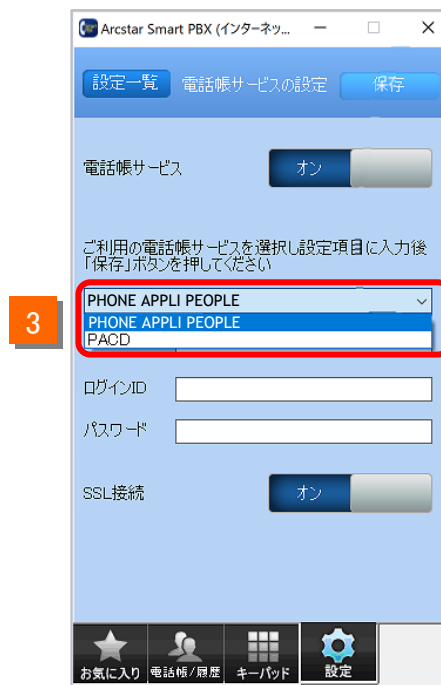 Arcstar Smart PBX (インターネッ...
設定一覧 電話帳サービスの設定 保存
電話帳サービス オン
ご利用の電話帳サービスを選択し設定項目に入力後
「保存」ボタンを押してください
PHONE APPLI PEOPLE
3
PHONE APPLI PEOPLE
PACD
ログインID
パスワード
SSL接続 オン
お気に入り 電話帳/履歴 キーパッド 設定